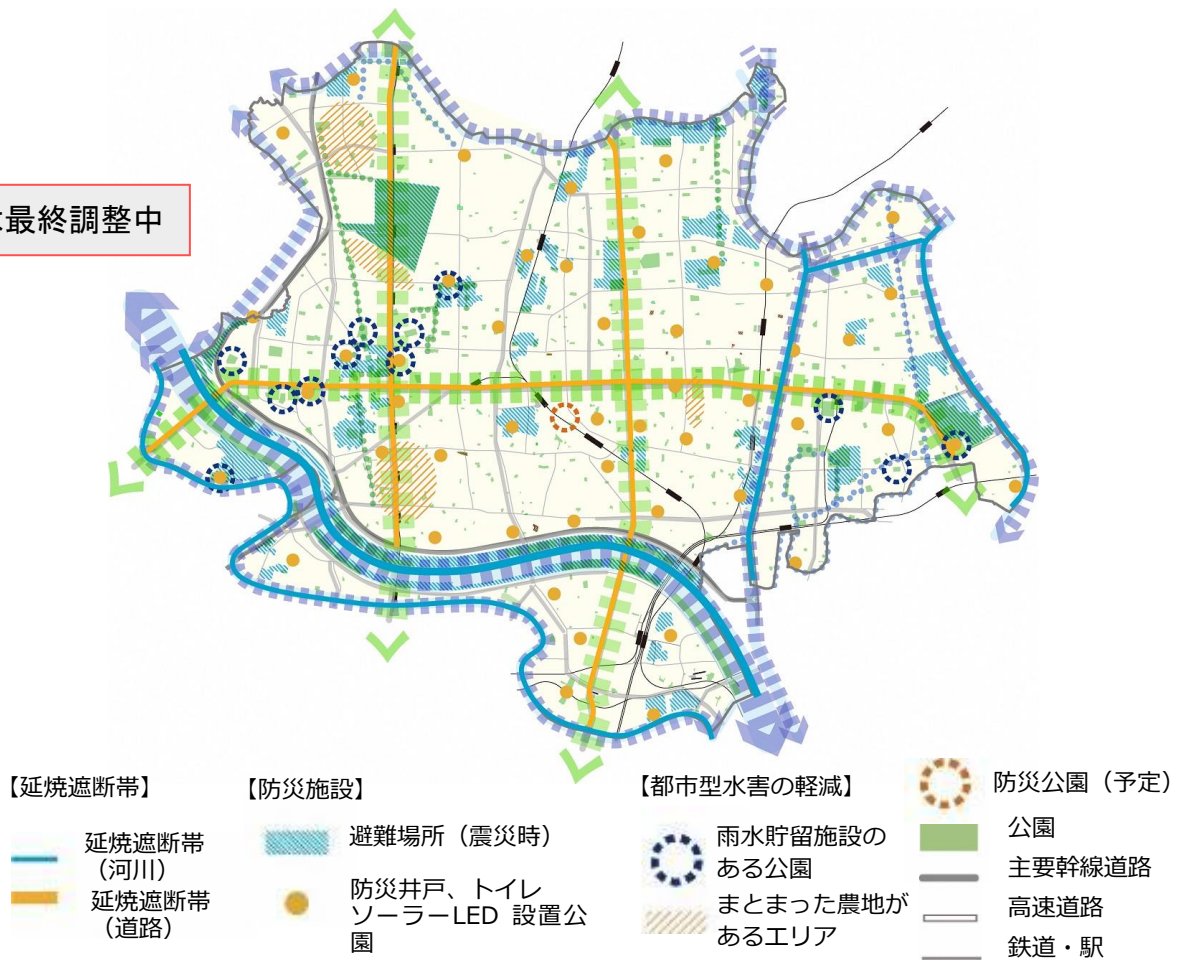 は最終調整中
【延焼遮断帯】
延焼遮断帯
（河川）
延焼遮断帯
（道路）
【防災施設】
避難場所（震災時）
防災井戸、トイレ
ソーラーLED 設置公
園
【都市型水害の軽減】
雨水貯留施設の
ある公園
まとまった農地が
あるエリア
防災公園（予定）
公園
主要幹線道路
高速道路
鉄道・駅